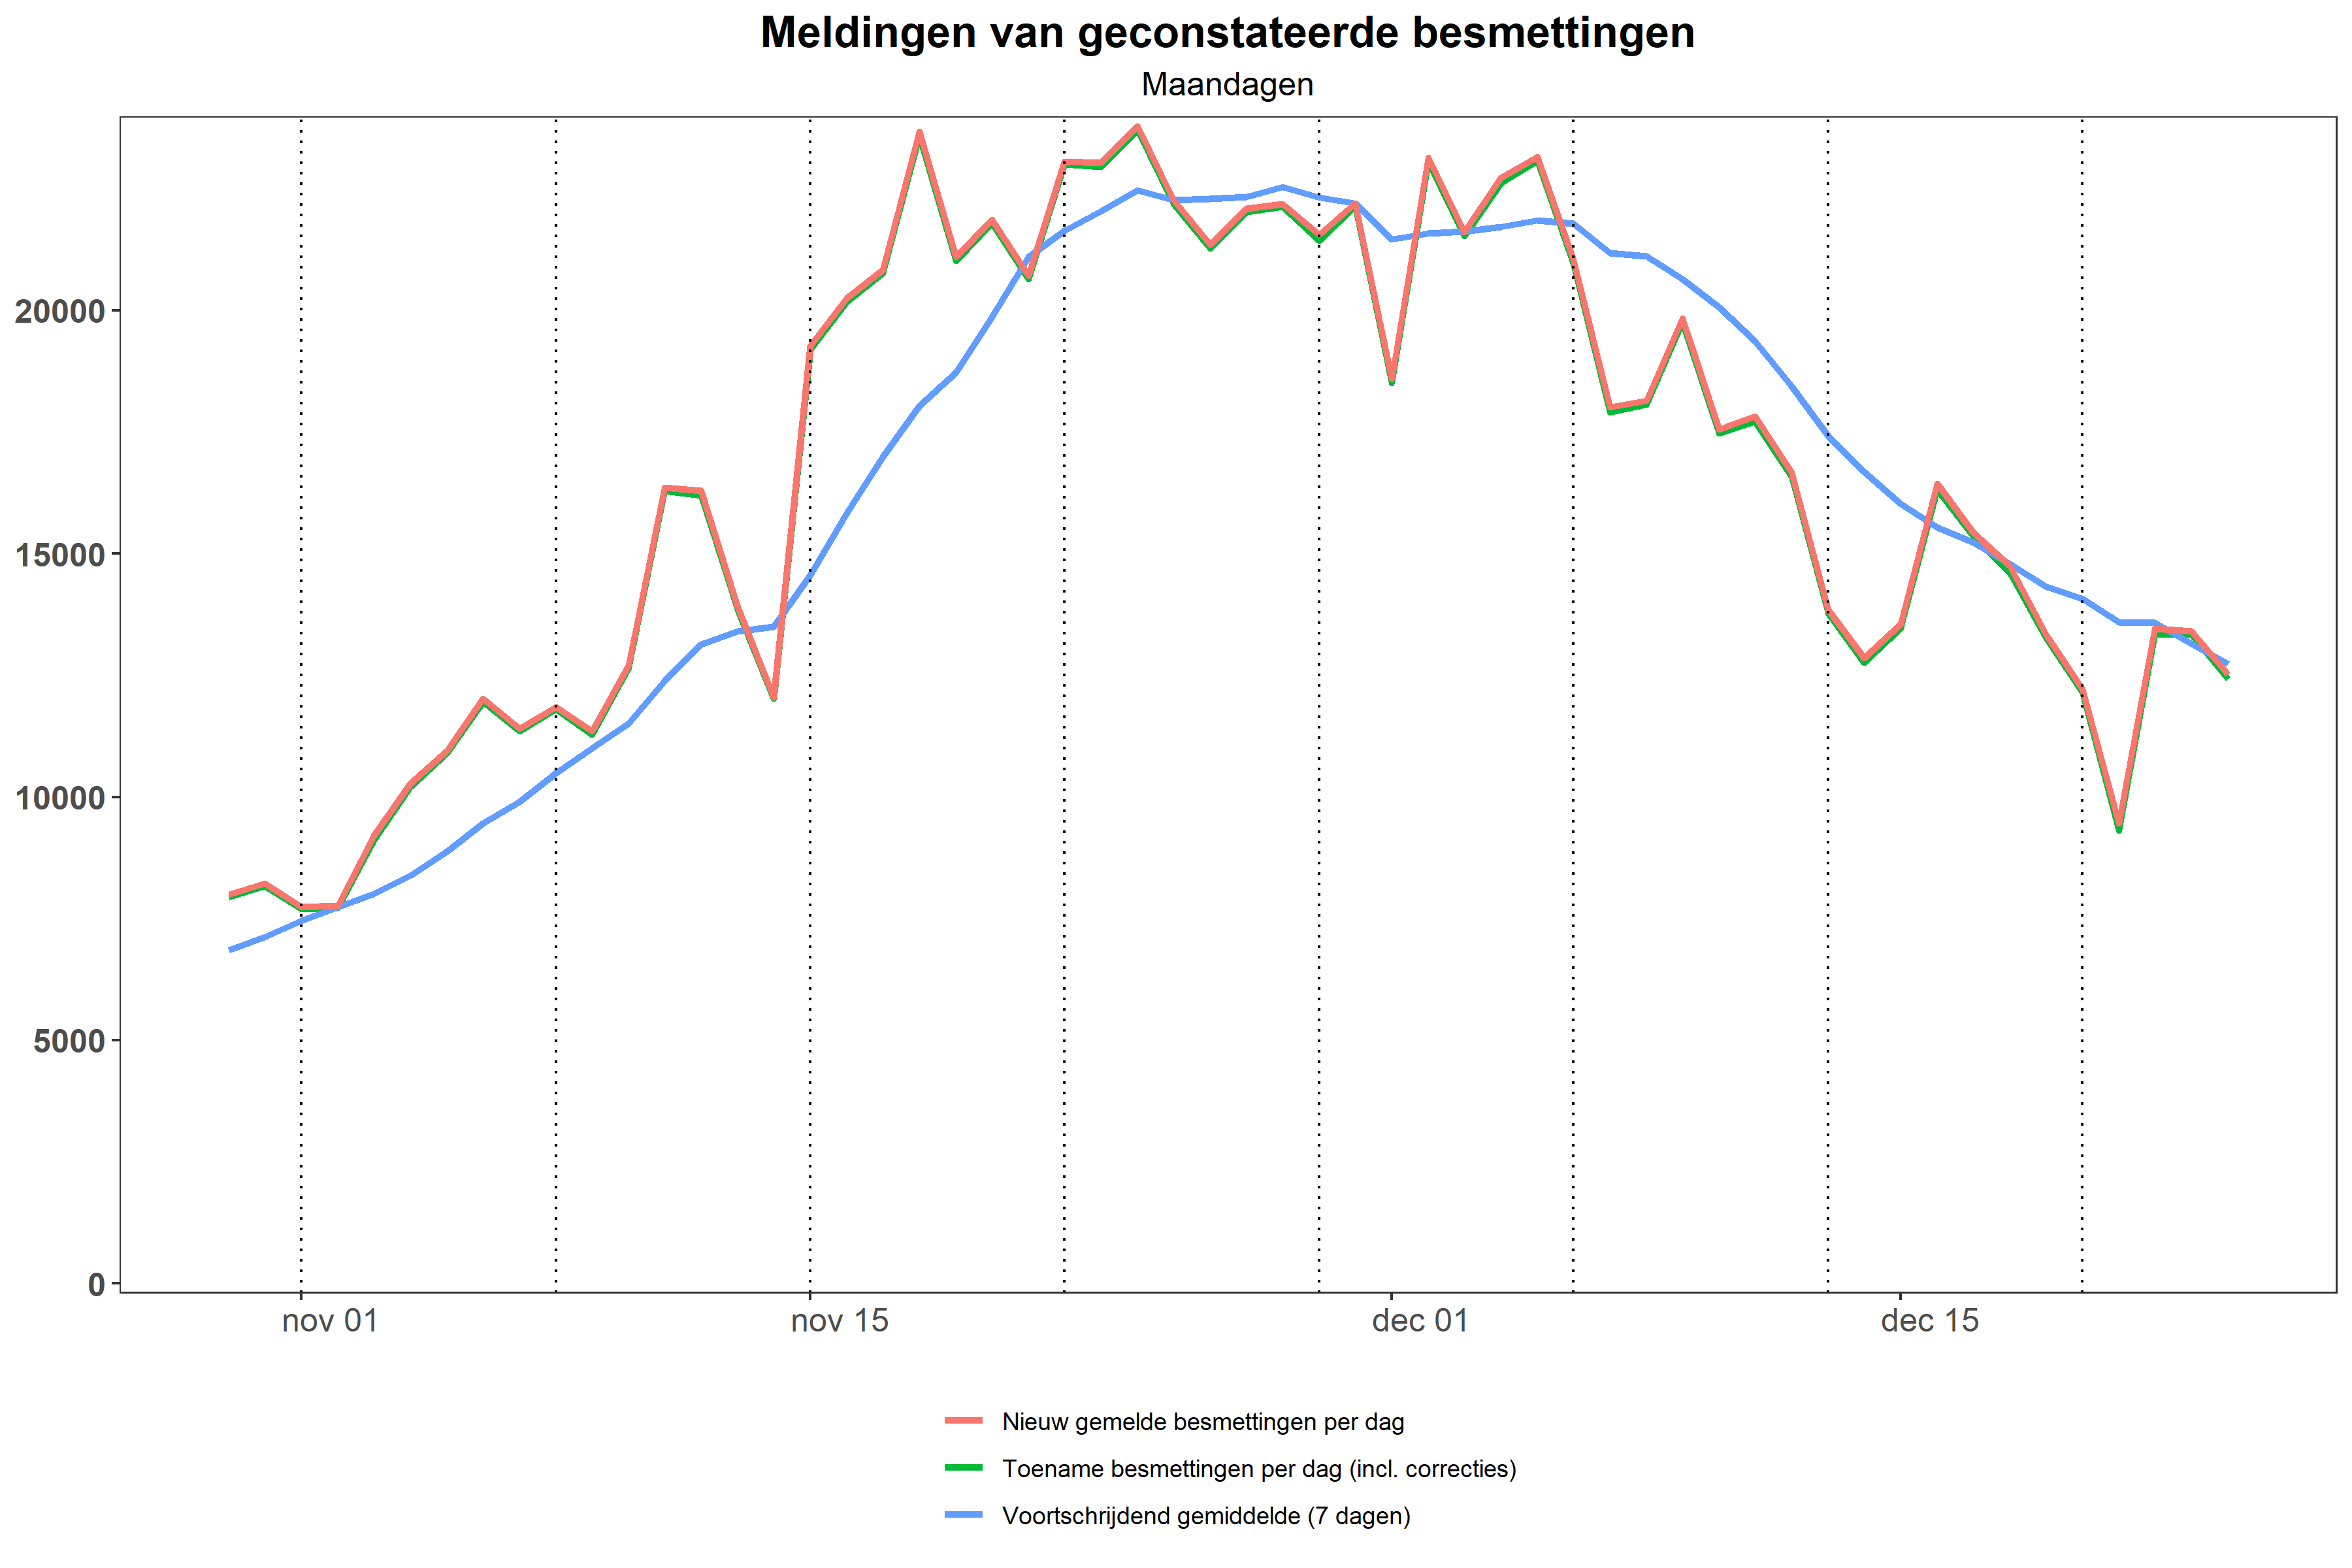 Meldingen van geconstateerde besmettingen
Maandagen
20000
15000
10000
5000
0
nov 01
nov 15
dec 01
dec 15
Nieuw gemelde besmettingen per dag
Toename besmettingen per dag (incl. correcties)
Voortschrijdend gemiddelde (7 dagen)